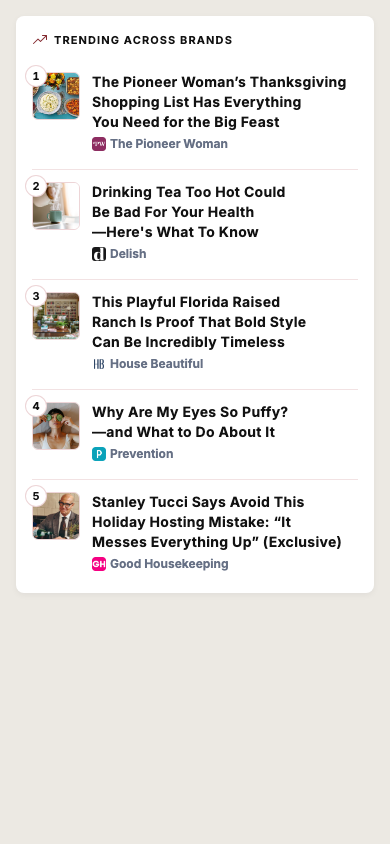 TRENDING ACROSS BRANDS
1
The Pioneer Woman’s Thanksgiving
Shopping List Has Everything
You Need for the Big Feast
PW
The Pioneer Woman
2
Drinking Tea Too Hot Could
Be Bad For Your Health
—Here's What To Know
d
Delish
3
This Playful Florida Raised
Ranch Is Proof That Bold Style
Can Be Incredibly Timeless
HB
House Beautiful
4
Why Are My Eyes So Puffy?
—and What to Do About It
P
Prevention
5
Stanley Tucci Says Avoid This
Holiday Hosting Mistake: “It
Messes Everything Up” (Exclusive)
GH
Good Housekeeping